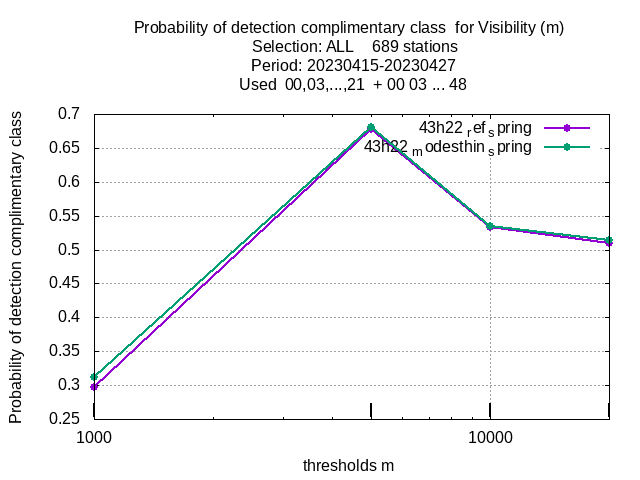 Probability of detection complimentary class  for Visibility (m)
Selection: ALL    689 stations
Period: 20230415-20230427
Used  00,03,...,21  + 00 03 ... 48
Probability of detection complimentary class
0.7
0.65
0.6
0.55
0.5
0.45
0.4
0.35
0.3
0.25
43h22 ref spring
43h22 modesthin spring
1000
10000
thresholds m